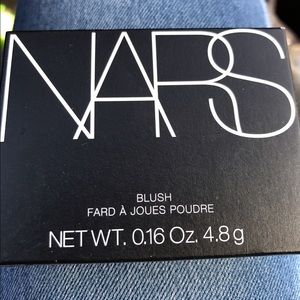 NARS
BLUSH
FARD À JOUES POUDRE
NET WT. 0.16 Oz. 4.8 g